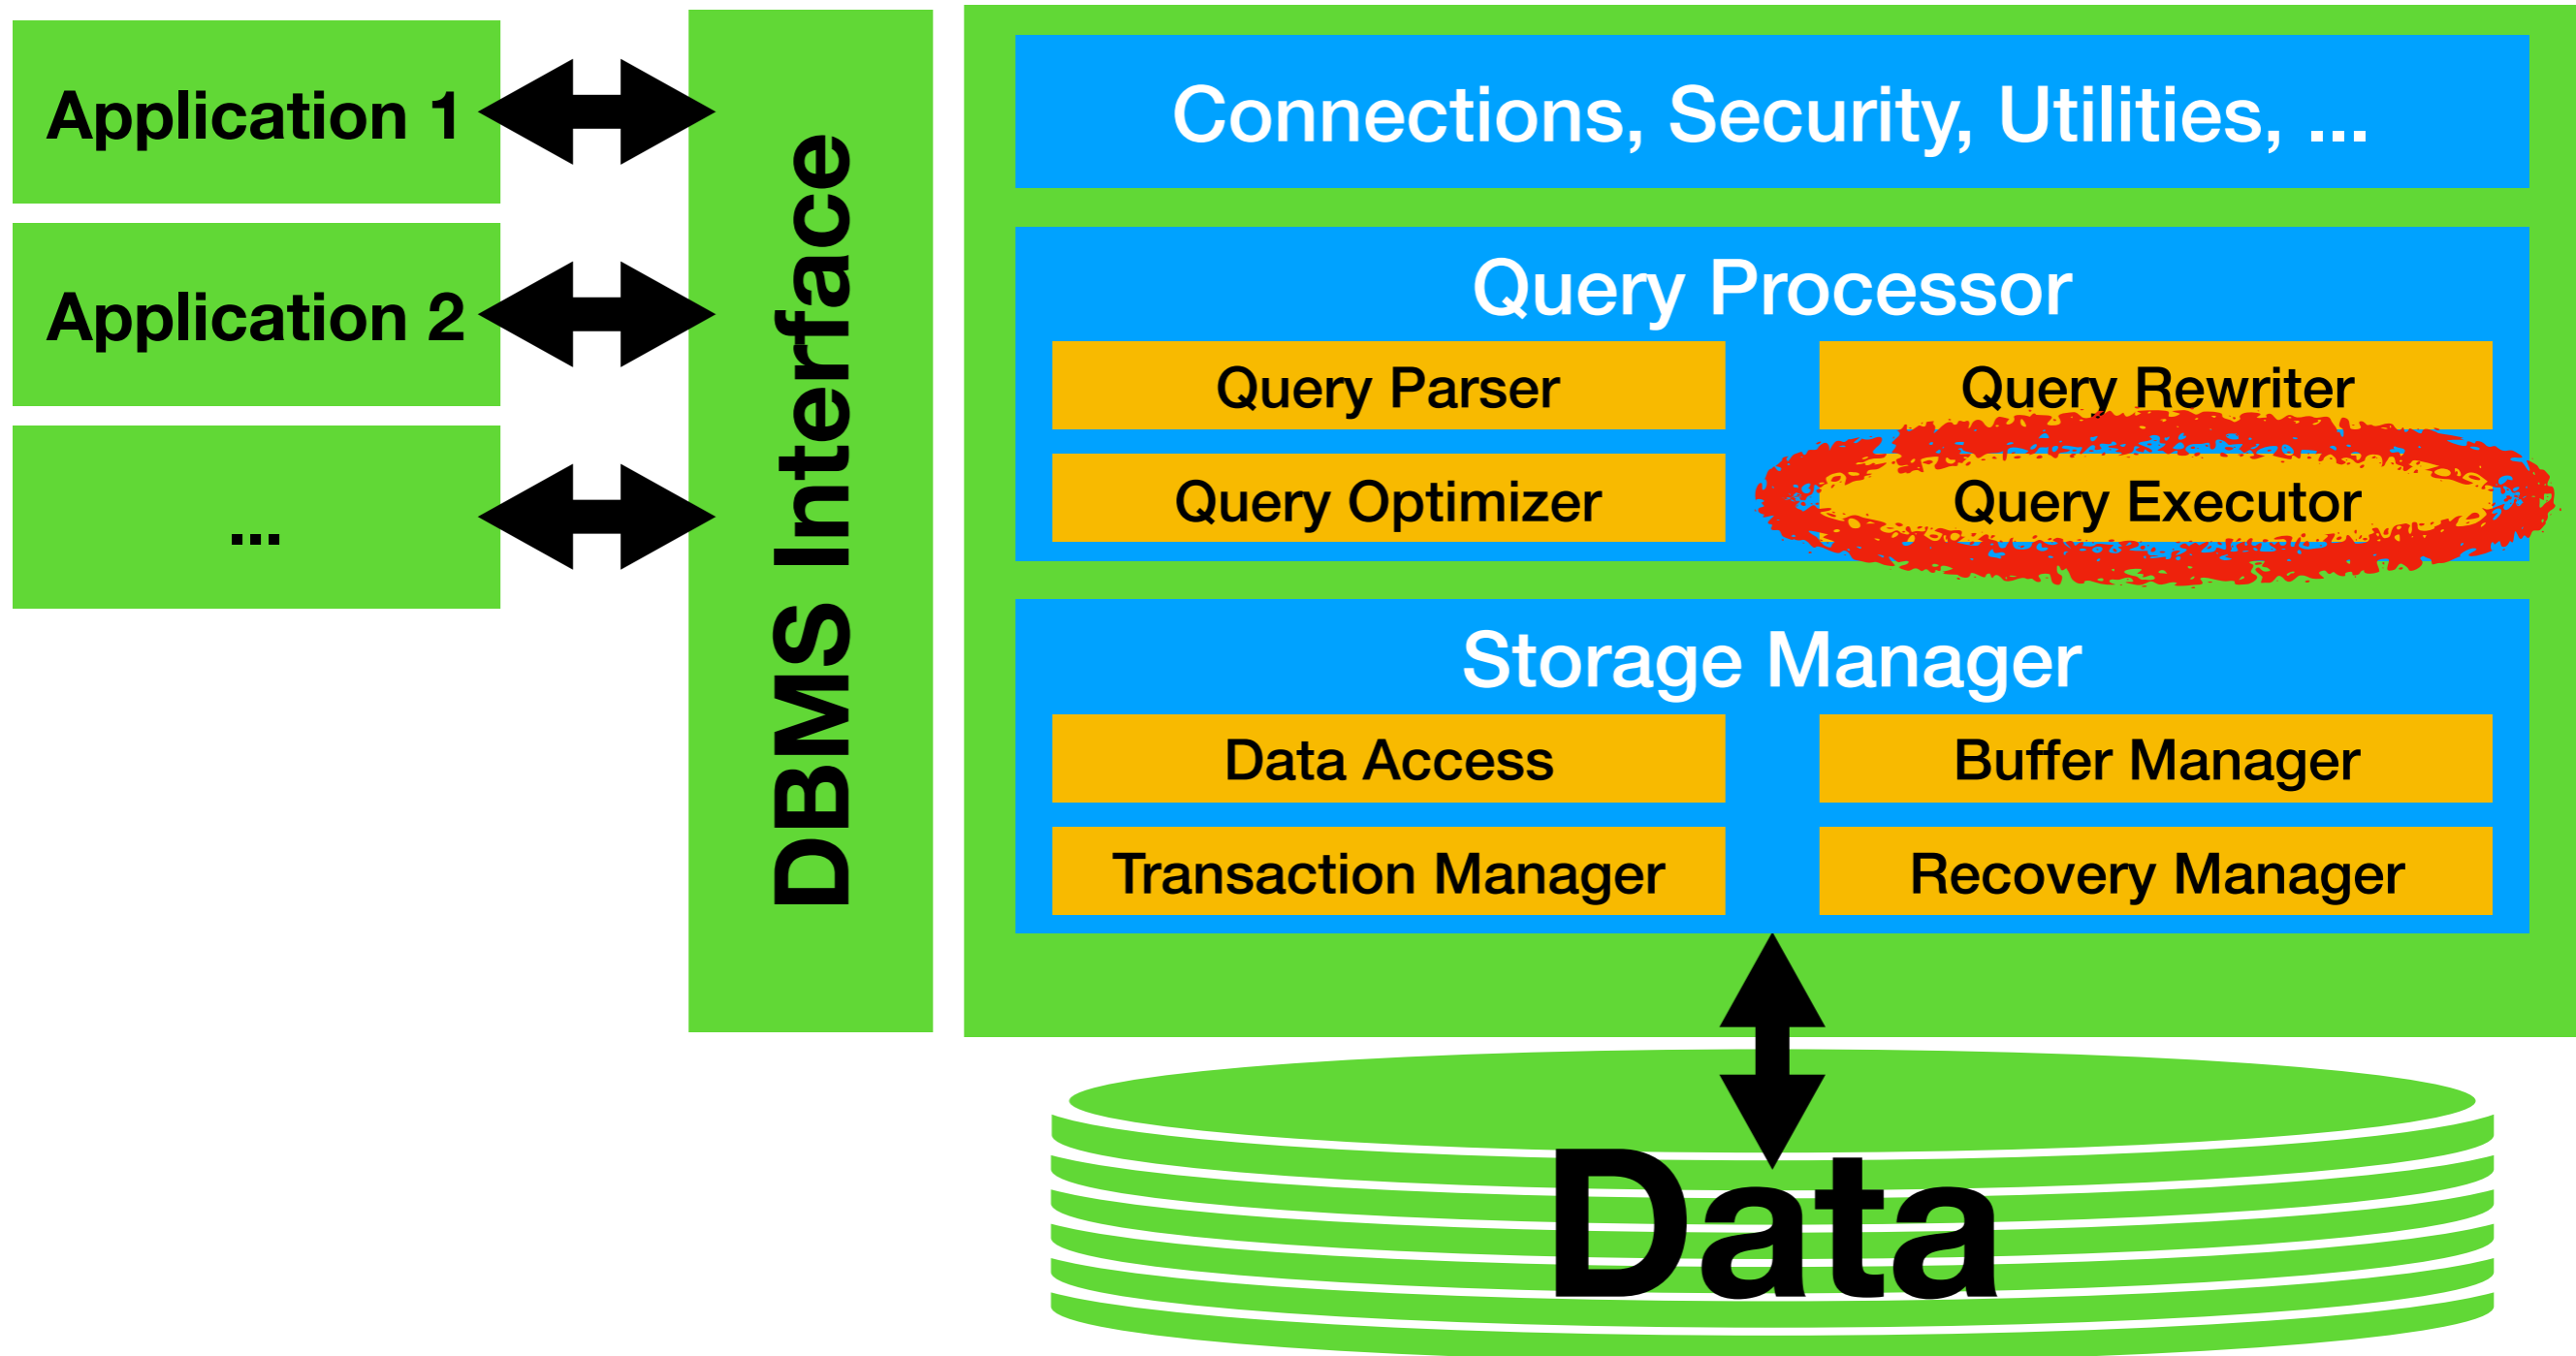 Application 1
Application 2
...
DBMS Interface
Connections, Security, Utilities, ...
Query Processor
Query Parser
Query Rewriter
Query Optimizer
Query Executor
Storage Manager
Data Access
Buffer Manager
Transaction Manager
Recovery Manager
Data